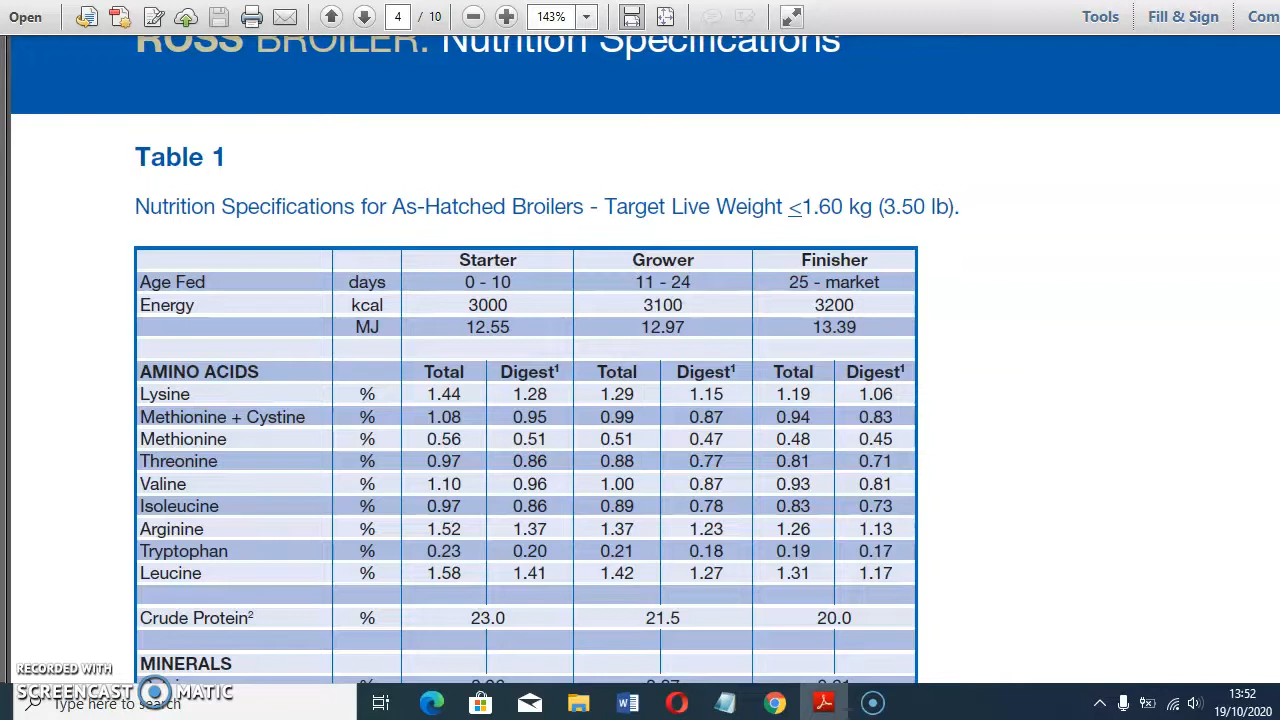 Open 4 / 10 143% Tools Fill & Sign Com
ROSS BROILER: Nutrition Specifications
Table 1
Nutrition Specifications for As-Hatched Broilers - Target Live Weight ≤1.60 kg (3.50 lb).
Starter Grower Finisher
Age Fed days 0 - 10 11 - 24 25 - market
Energy kcal 3000 3100 3200
MJ 12.55 12.97 13.39
AMINO ACIDS Total Digest¹ Total Digest¹ Total Digest¹
Lysine % 1.44 1.28 1.29 1.15 1.19 1.06
Methionine + Cystine % 1.08 0.95 0.99 0.87 0.94 0.83
Methionine % 0.56 0.51 0.51 0.47 0.48 0.45
Threonine % 0.97 0.86 0.88 0.77 0.81 0.71
Valine % 1.10 0.96 1.00 0.87 0.93 0.81
Isoleucine % 0.97 0.86 0.89 0.78 0.83 0.73
Arginine % 1.52 1.37 1.37 1.23 1.26 1.13
Tryptophan % 0.23 0.20 0.21 0.18 0.19 0.17
Leucine % 1.58 1.41 1.42 1.27 1.31 1.17
Crude Protein² % 23.0 21.5 20.0
MINERALS
RECORDED WITH
SCREENCAST MATIC
Type here to search
13:52
19/10/2020